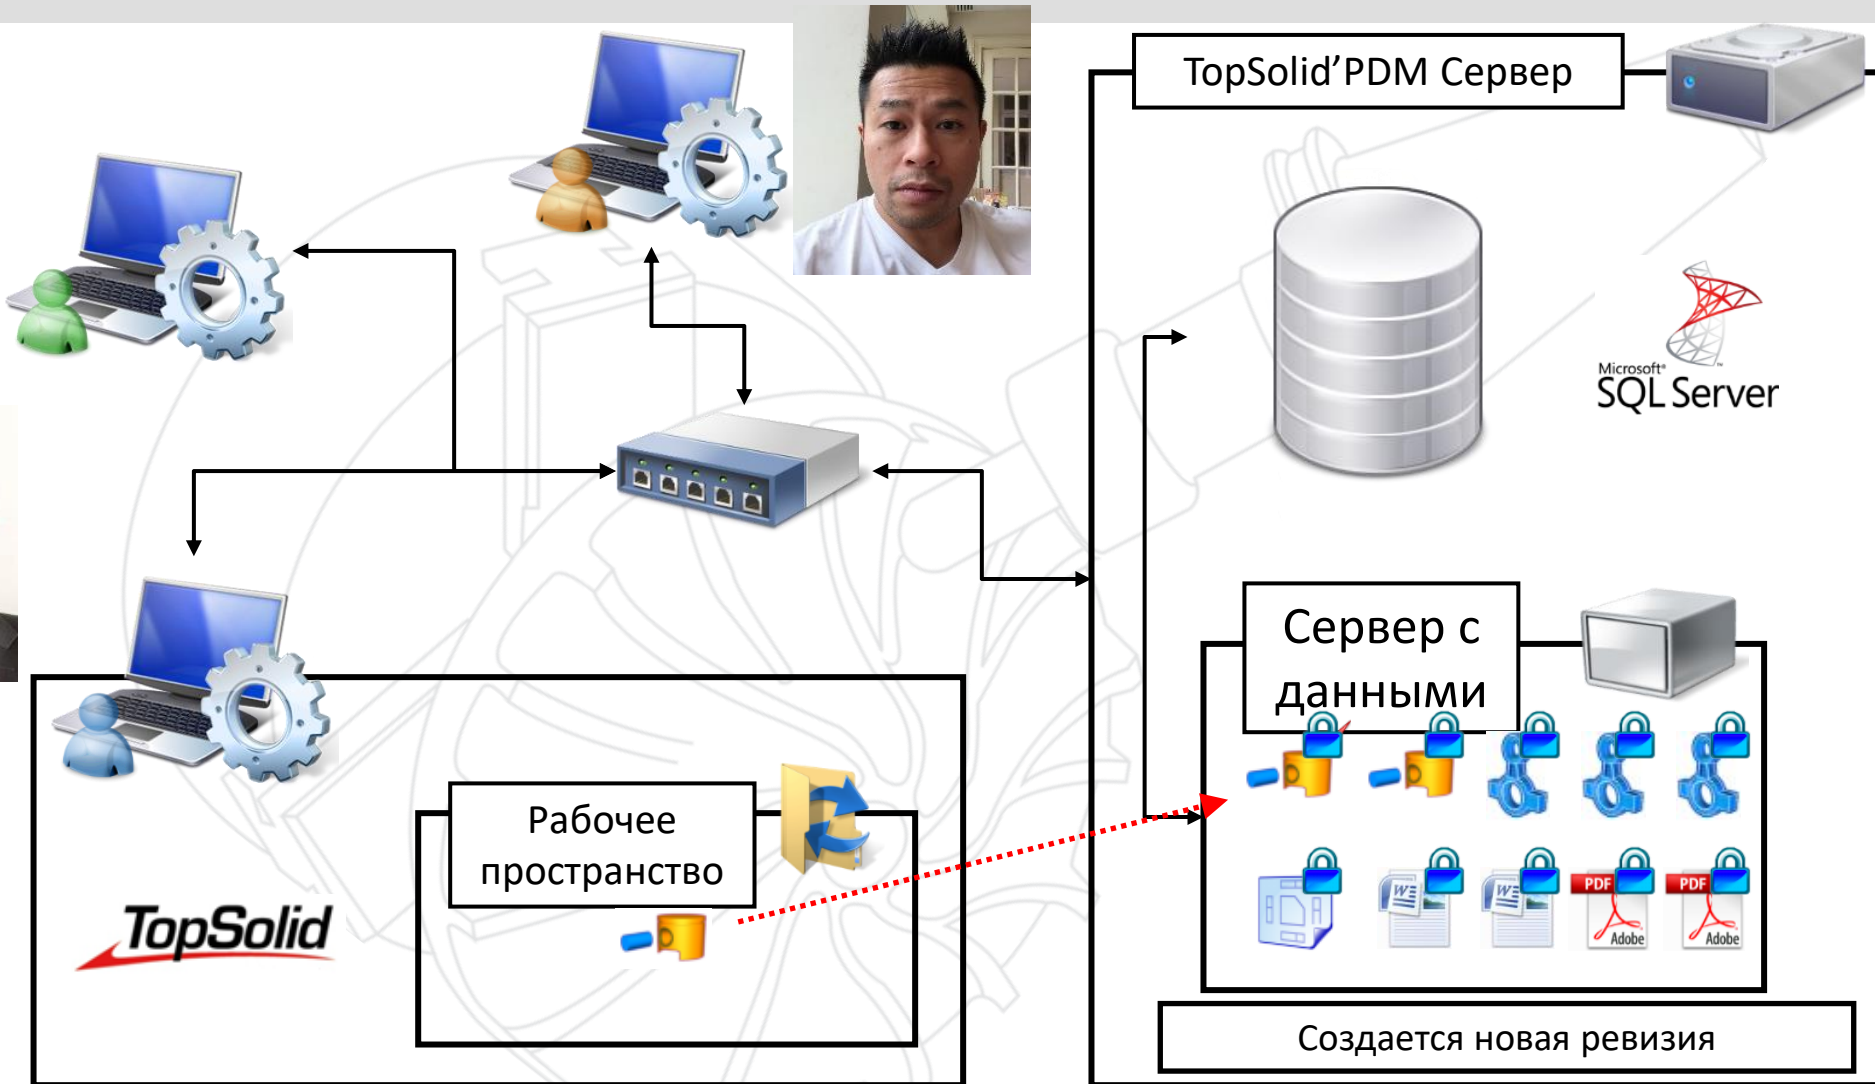 TopSolid'PDM Сервер
Microsoft®
SQL Server
Сервер с
данными
Рабочее
пространство
TopSolid
PDF
PDF
Adobe
Adobe
Создается новая ревизия